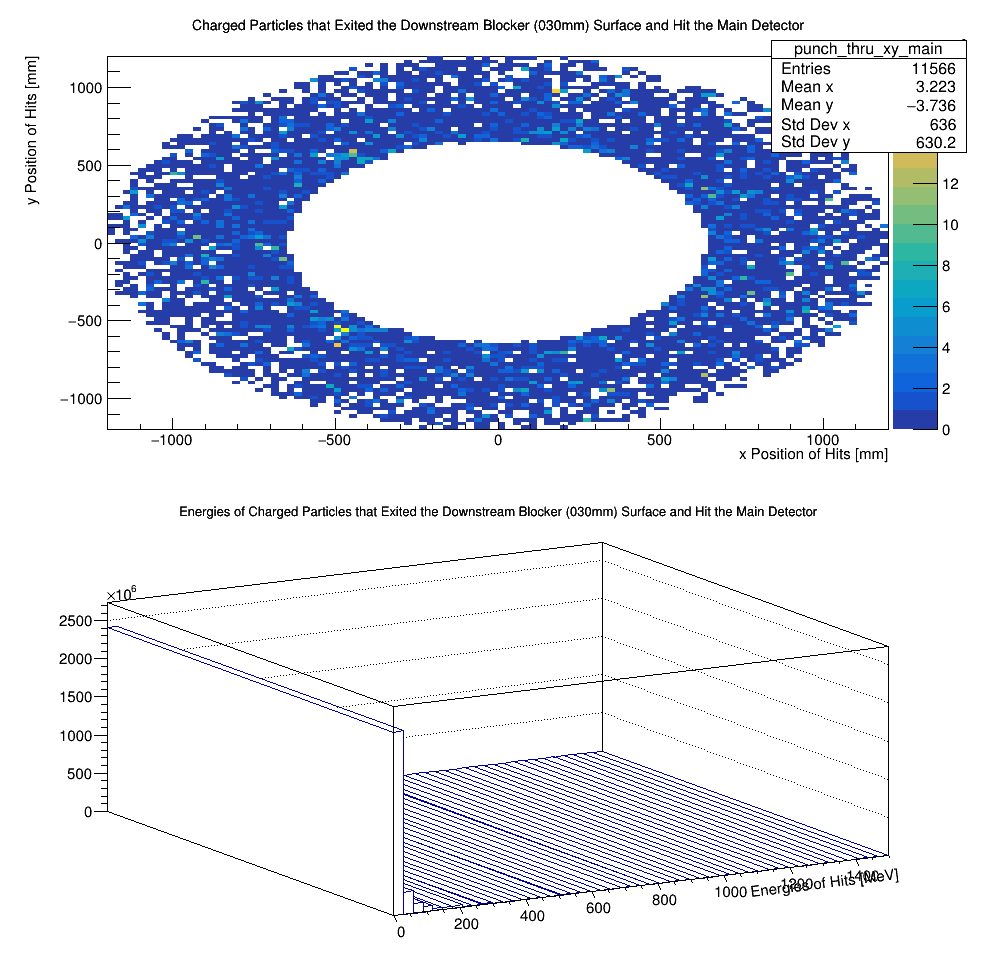 Charged Particles that Exited the Downstream Blocker (030mm) Surface and Hit the Main Detector
punch_thru_xy_main
Entries 11566
Mean x 3.223
Mean y −3.736
Std Dev x 636
Std Dev y 630.2
y Position of Hits [mm]
1000
500
0
−500
−1000
−1000
−500
0
500
1000
x Position of Hits [mm]
12
10
8
6
4
2
0
Energies of Charged Particles that Exited the Downstream Blocker (030mm) Surface and Hit the Main Detector
×10⁶
2500
2000
1500
1000
500
0
0
200
400
600
800
1000
1200
1400
Energies of Hits [MeV]